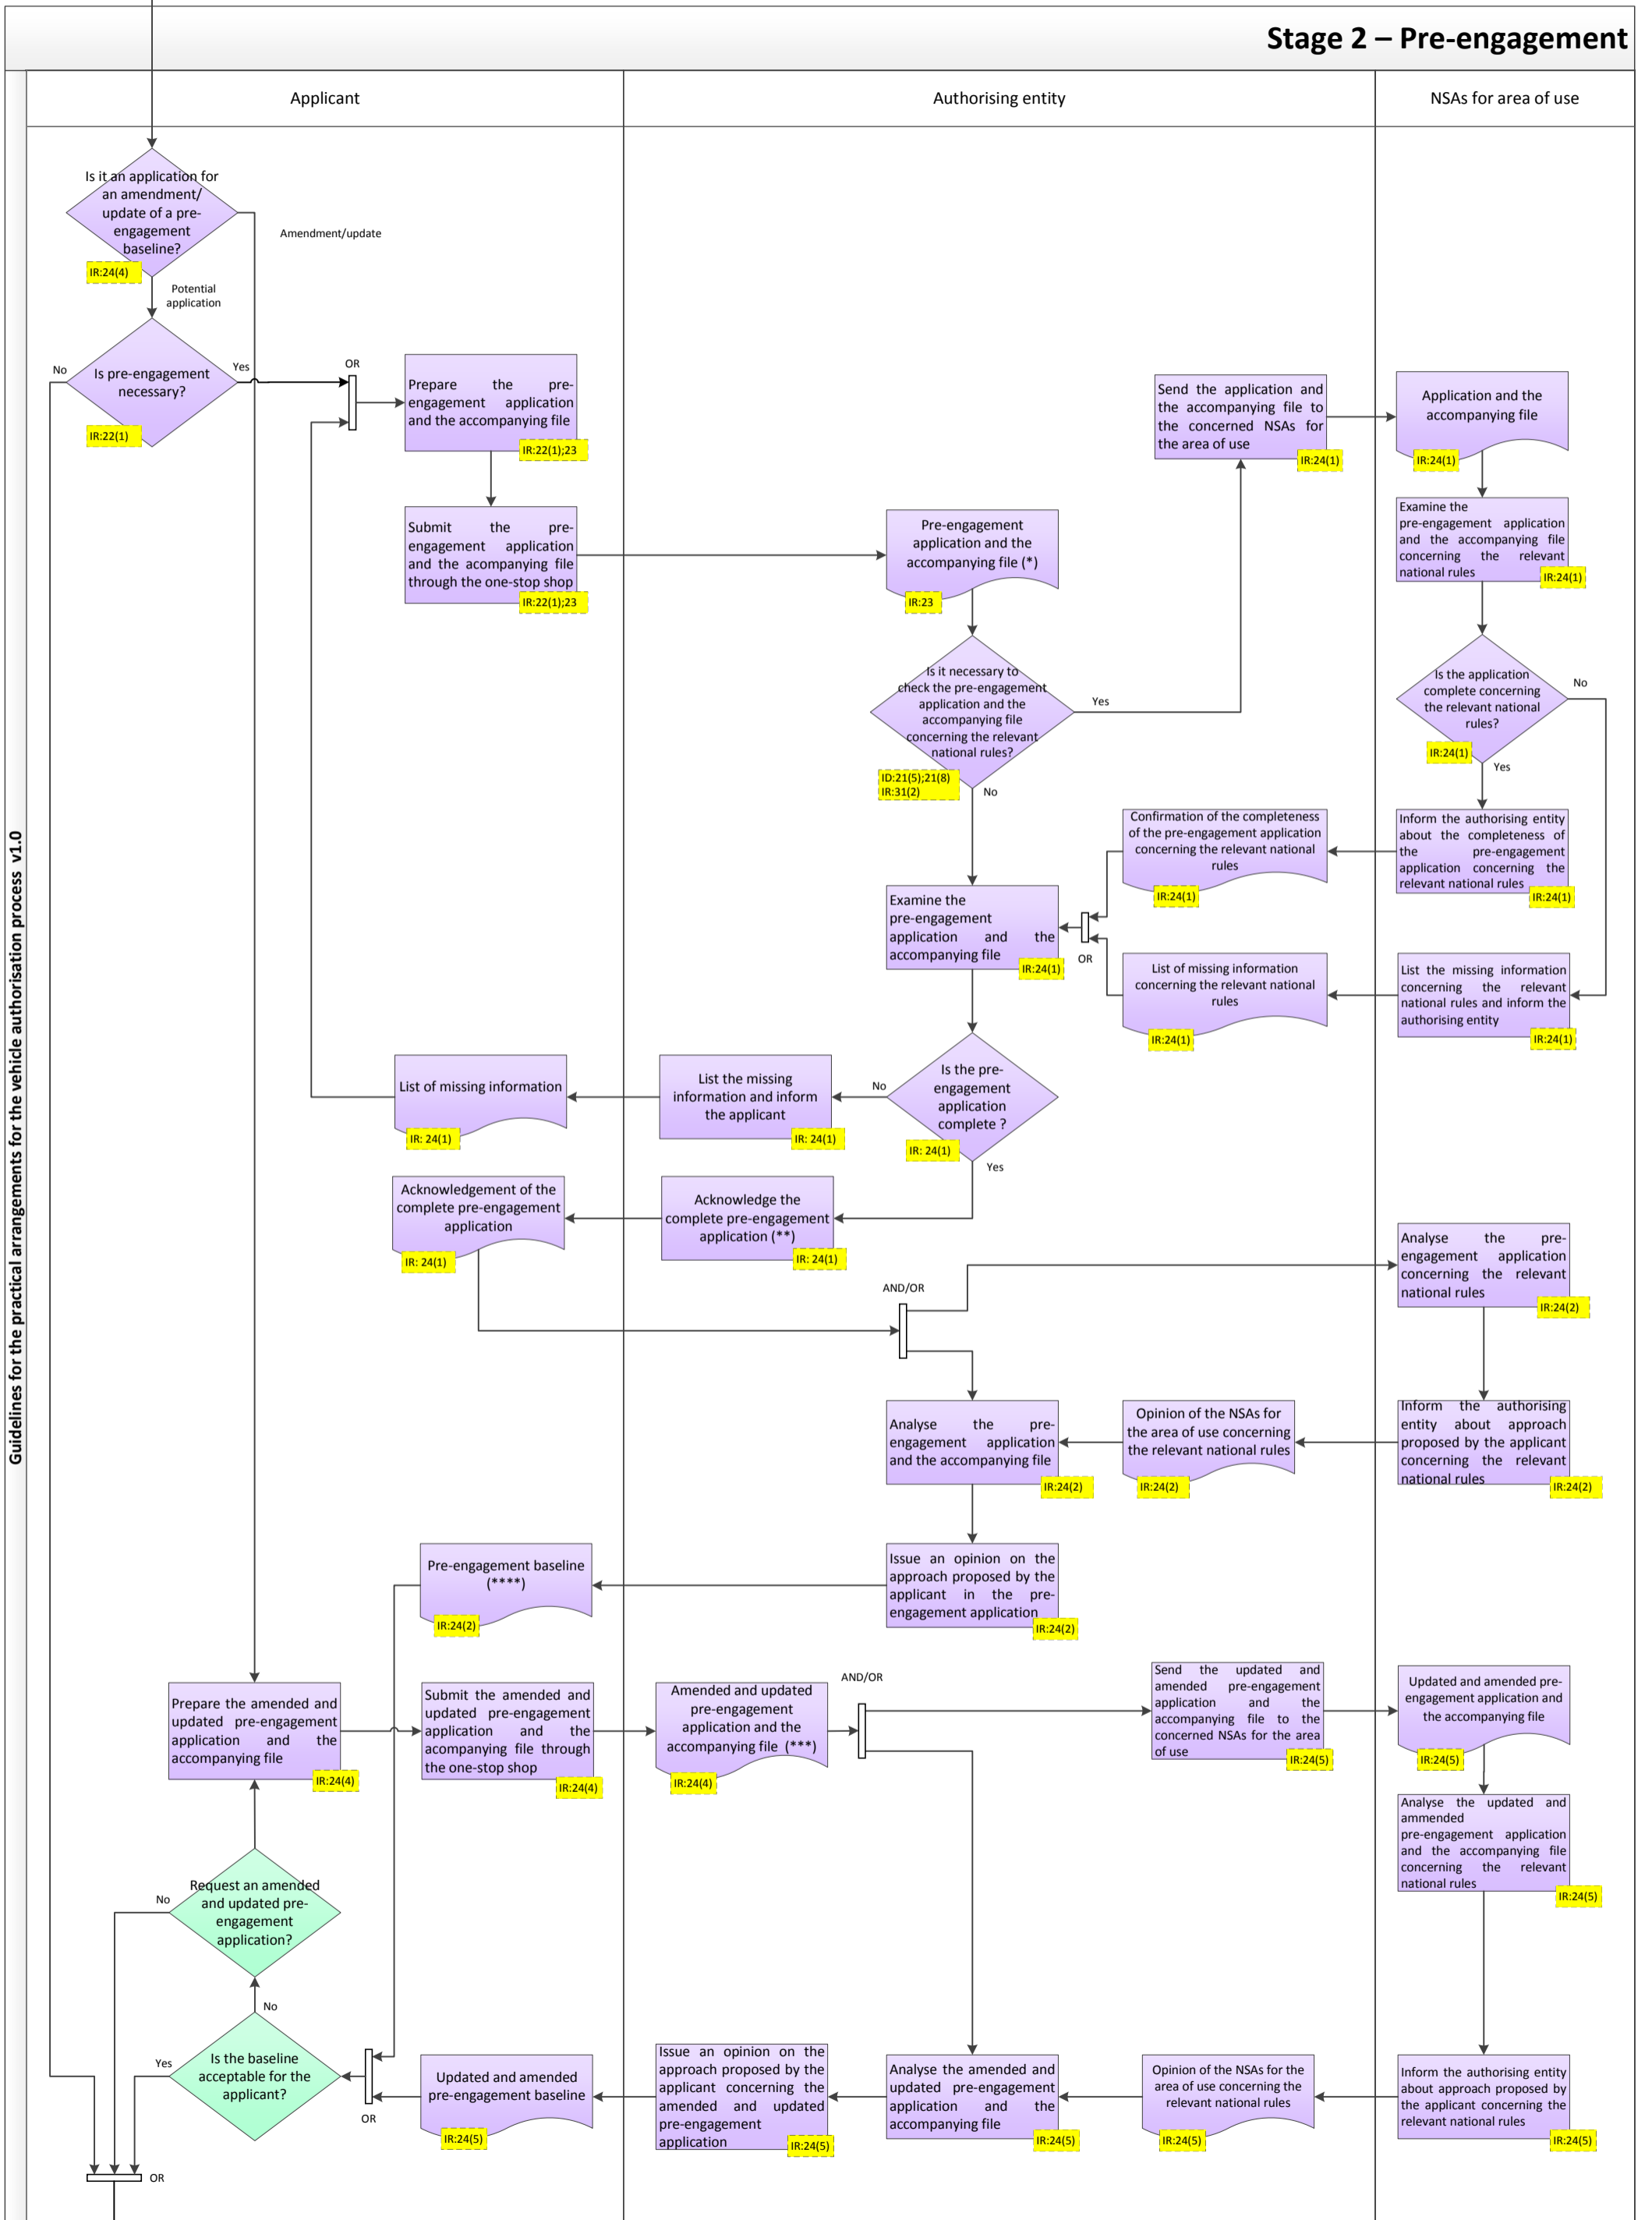 Stage 2 – Pre-engagement
Guidelines for the practical arrangements for the vehicle authorisation process  v1.0
Applicant
Authorising entity
NSAs for area of use
Is it an application for
an amendment/
update of a pre-
engagement
baseline?
IR:24(4)
Amendment/update
Potential
application
Is pre-engagement
necessary?
IR:22(1)
No
Yes
OR
Prepare the pre-
engagement application
and the accompanying file
IR:22(1);23
Submit the pre-
engagement application
and the acompanying file
through the one-stop shop
IR:22(1);23
Pre-engagement
application and the
accompanying file (*)
IR:23
Is it necessary to
check the pre-engagement
application and the
accompanying file
concerning the relevant
national rules?
ID:21(5);21(8)
IR:31(2)
Yes
No
Send the application and
the accompanying file to
the concerned NSAs for
the area of use
IR:24(1)
Application and the
accompanying file
IR:24(1)
Examine the
pre-engagement application
and the accompanying file
concerning the relevant
national rules
IR:24(1)
Is the application
complete concerning
the relevant national
rules?
IR:24(1)
No
Yes
Inform the authorising entity
about the completeness of
the pre-engagement
application concerning the
relevant national rules
IR:24(1)
Confirmation of the completeness
of the pre-engagement application
concerning the relevant national
rules
IR:24(1)
List the missing information
concerning the relevant
national rules and inform the
authorising entity
IR:24(1)
List of missing information
concerning the relevant national
rules
IR:24(1)
OR
Examine the
pre-engagement
application and the
accompanying file
IR:24(1)
Is the pre-
engagement
application
complete ?
IR: 24(1)
No
Yes
List the missing
information and inform
the applicant
IR: 24(1)
List of missing information
IR: 24(1)
Acknowledge the
complete pre-engagement
application (**)
IR: 24(1)
Acknowledgement of the
complete pre-engagement
application
IR: 24(1)
AND/OR
Analyse the pre-
engagement application
concerning the relevant
national rules
IR:24(2)
Inform the authorising
entity about approach
proposed by the applicant
concerning the relevant
national rules
IR:24(2)
Opinion of the NSAs for
the area of use concerning
the relevant national rules
IR:24(2)
Analyse the pre-
engagement application
and the accompanying file
IR:24(2)
Issue an opinion on the
approach proposed by the
applicant in the pre-
engagement application
IR:24(2)
Pre-engagement baseline
(****)
IR:24(2)
Prepare the amended and
updated pre-engagement
application and the
accompanying file
IR:24(4)
Submit the amended and
updated pre-engagement
application and the
acompanying file through
the one-stop shop
IR:24(4)
Amended and updated
pre-engagement
application and the
accompanying file  (***)
IR:24(4)
AND/OR
Send the updated and
amended pre-engagement
application and the
accompanying file to the
concerned NSAs for the area
of use
IR:24(5)
Updated and amended pre-
engagement application and
the accompanying file
IR:24(5)
Analyse the updated and
ammended
pre-engagement application
and the accompanying file
concerning the relevant
national rules
IR:24(5)
Request an amended
and updated pre-
engagement
application?
No
No
Is the baseline
acceptable for the
applicant?
Yes
OR
Updated and amended
pre-engagement baseline
IR:24(5)
Issue an opinion on the
approach proposed by the
applicant concerning the
amended and updated
pre-engagement
application
IR:24(5)
Analyse the amended and
updated pre-engagement
application and the
accompanying file
IR:24(5)
Opinion of the NSAs for the
area of use concerning the
relevant national rules
IR:24(5)
Inform the authorising entity
about approach proposed by
the applicant concerning the
relevant national rules
IR:24(5)
OR